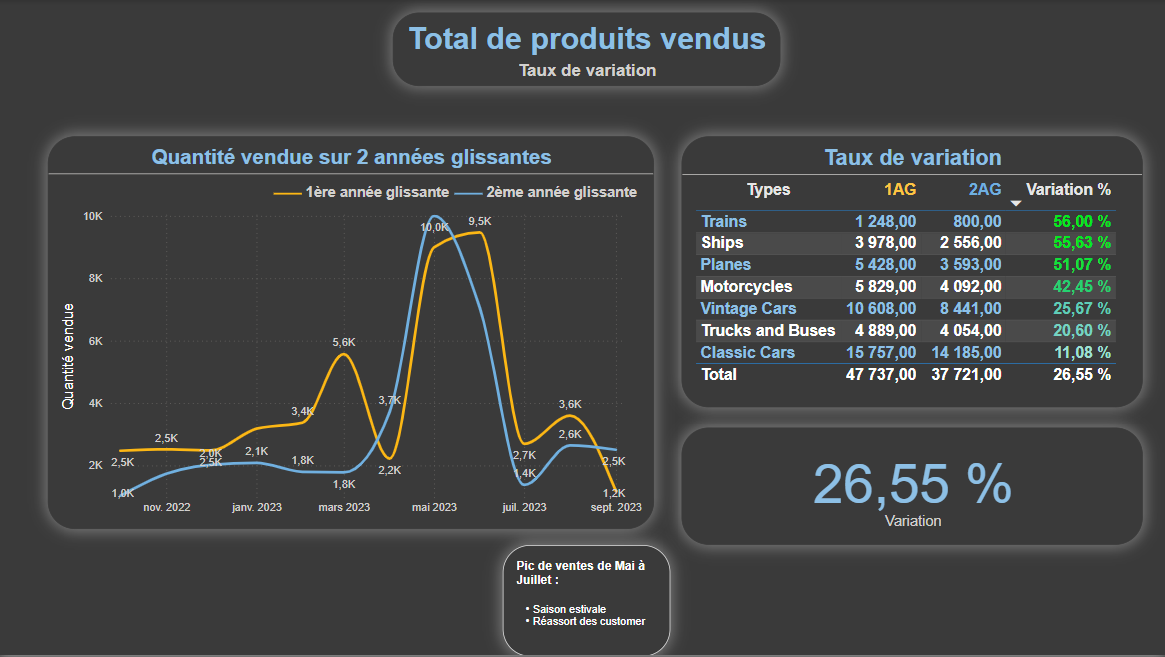 Total de produits vendus
Taux de variation
Quantité vendue sur 2 années glissantes
1ère année glissante 2ème année glissante
Quantité vendue
10K
8K
6K
4K
2K
10,0K
9,5K
5,6K
3,4K
3,7K
3,6K
2,5K
2,0K
2,1K
1,8K
2,6K
2,5K
2,5K
1,8K
2,2K
2,7K
1,4K
2,5K
1,0K
1,2K
nov. 2022 janv. 2023 mars 2023 mai 2023 juil. 2023 sept. 2023
Taux de variation
Types 1AG 2AG Variation %
Trains 1 248,00 800,00 56,00 %
Ships 3 978,00 2 556,00 55,63 %
Planes 5 428,00 3 593,00 51,07 %
Motorcycles 5 829,00 4 092,00 42,45 %
Vintage Cars 10 608,00 8 441,00 25,67 %
Trucks and Buses 4 889,00 4 054,00 20,60 %
Classic Cars 15 757,00 14 185,00 11,08 %
Total 47 737,00 37 721,00 26,55 %
26,55 %
Variation
Pic de ventes de Mai à
Juillet :
• Saison estivale
• Réassort des customer